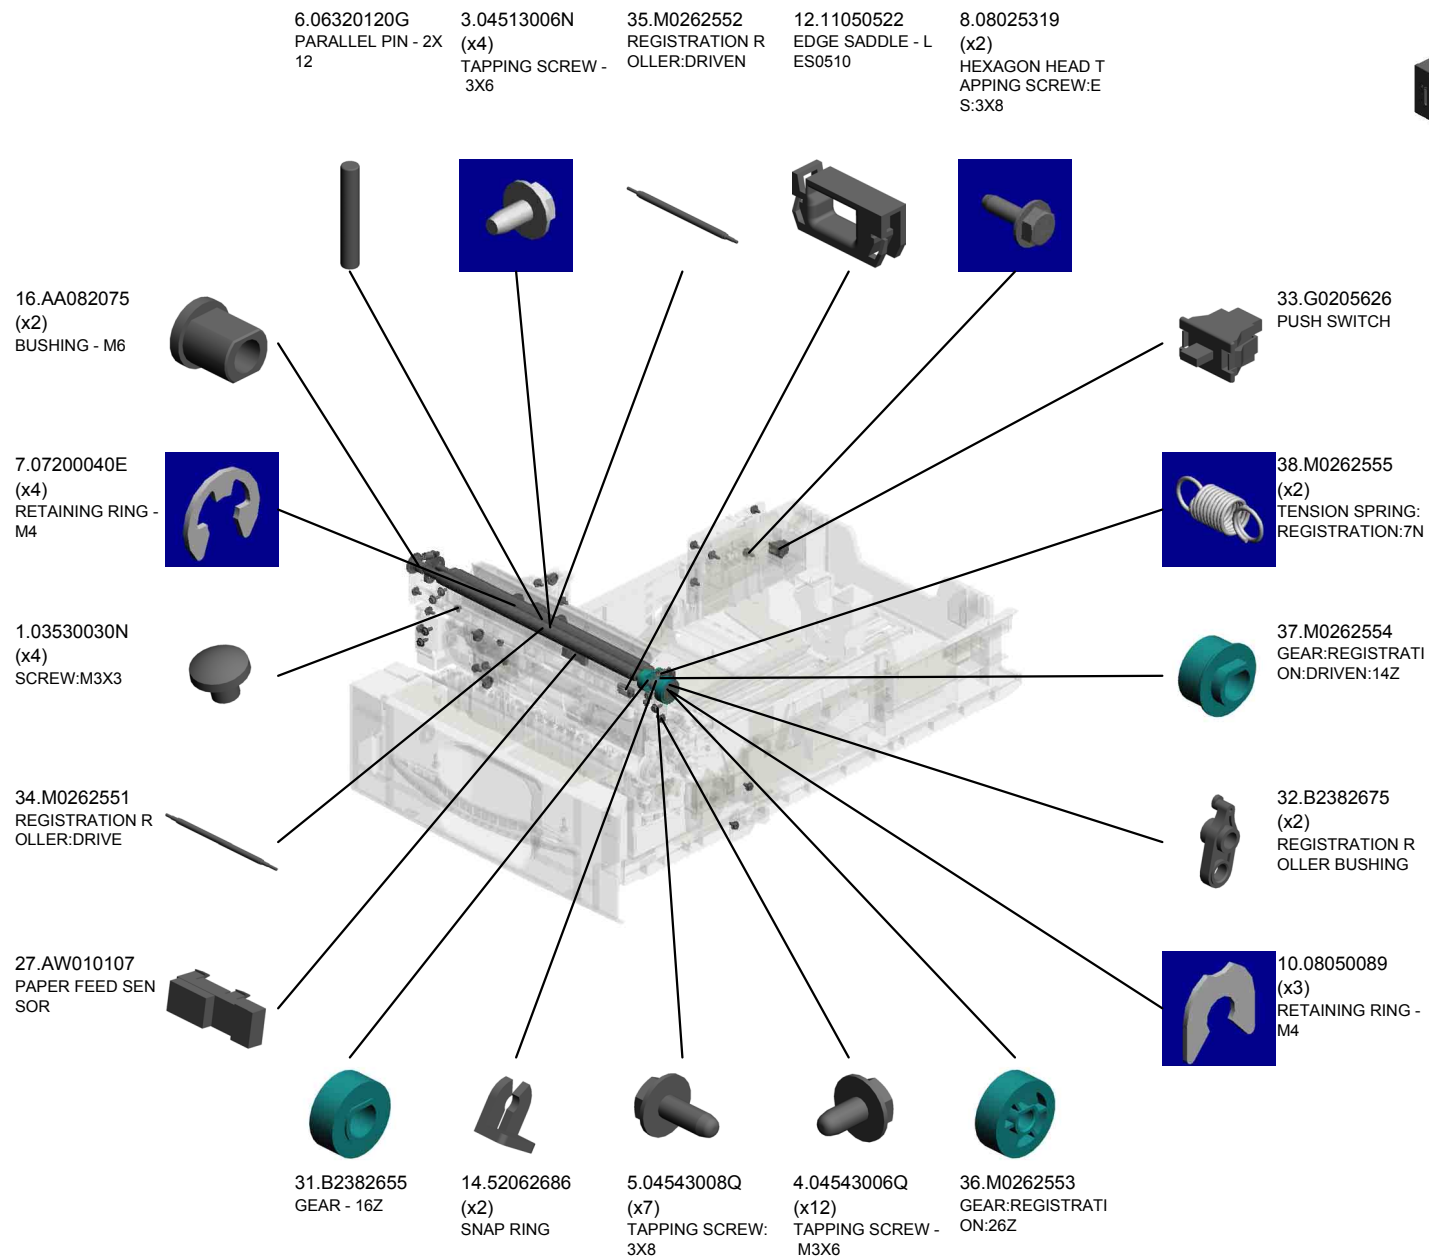 6.06320120G
PARALLEL PIN - 2X
12
3.04513006N
(x4)
TAPPING SCREW -
3X6
35.M0262552
REGISTRATION R
OLLER:DRIVEN
12.11050522
EDGE SADDLE - L
ES0510
8.08025319
(x2)
HEXAGON HEAD T
APPING SCREW:E
S:3X8
16.AA082075
(x2)
BUSHING - M6
33.G0205626
PUSH SWITCH
7.07200040E
(x4)
RETAINING RING -
M4
38.M0262555
(x2)
TENSION SPRING:
REGISTRATION:7N
1.03530030N
(x4)
SCREW:M3X3
37.M0262554
GEAR:REGISTRATI
ON:DRIVEN:14Z
34.M0262551
REGISTRATION R
OLLER:DRIVE
32.B2382675
(x2)
REGISTRATION R
OLLER BUSHING
27.AW010107
PAPER FEED SEN
SOR
10.08050089
(x3)
RETAINING RING -
M4
31.B2382655
GEAR - 16Z
14.52062686
(x2)
SNAP RING
5.04543008Q
(x7)
TAPPING SCREW:
3X8
4.04543006Q
(x12)
TAPPING SCREW -
M3X6
36.M0262553
GEAR:REGISTRATI
ON:26Z